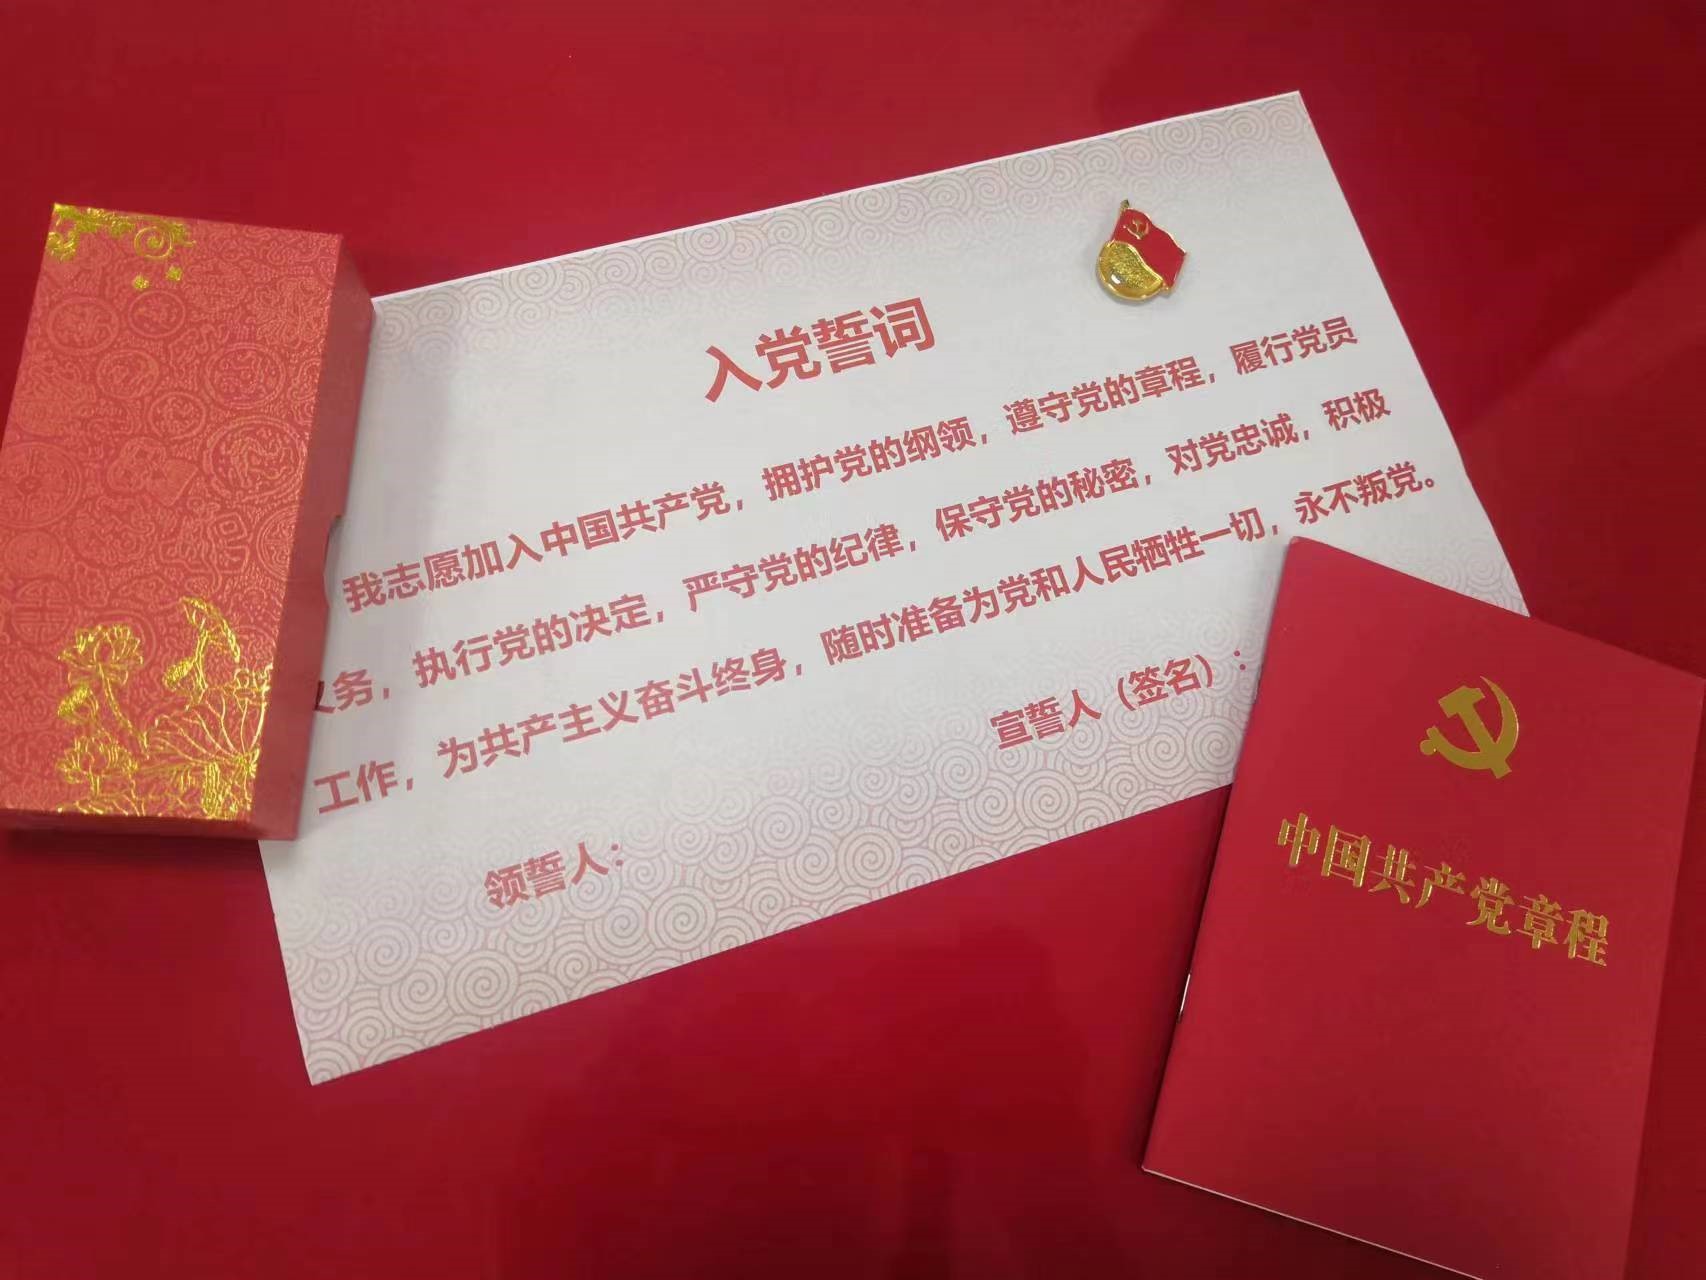 入党誓词
我志愿加入中国共产党，拥护党的纲领，遵守党的章程，履行党员
义务，执行党的决定，严守党的纪律，保守党的秘密，对党忠诚，积极
工作，为共产主义奋斗终身，随时准备为党和人民牺牲一切，永不叛党。
宣誓人（签名）：
领誓人：
中国共产党章程